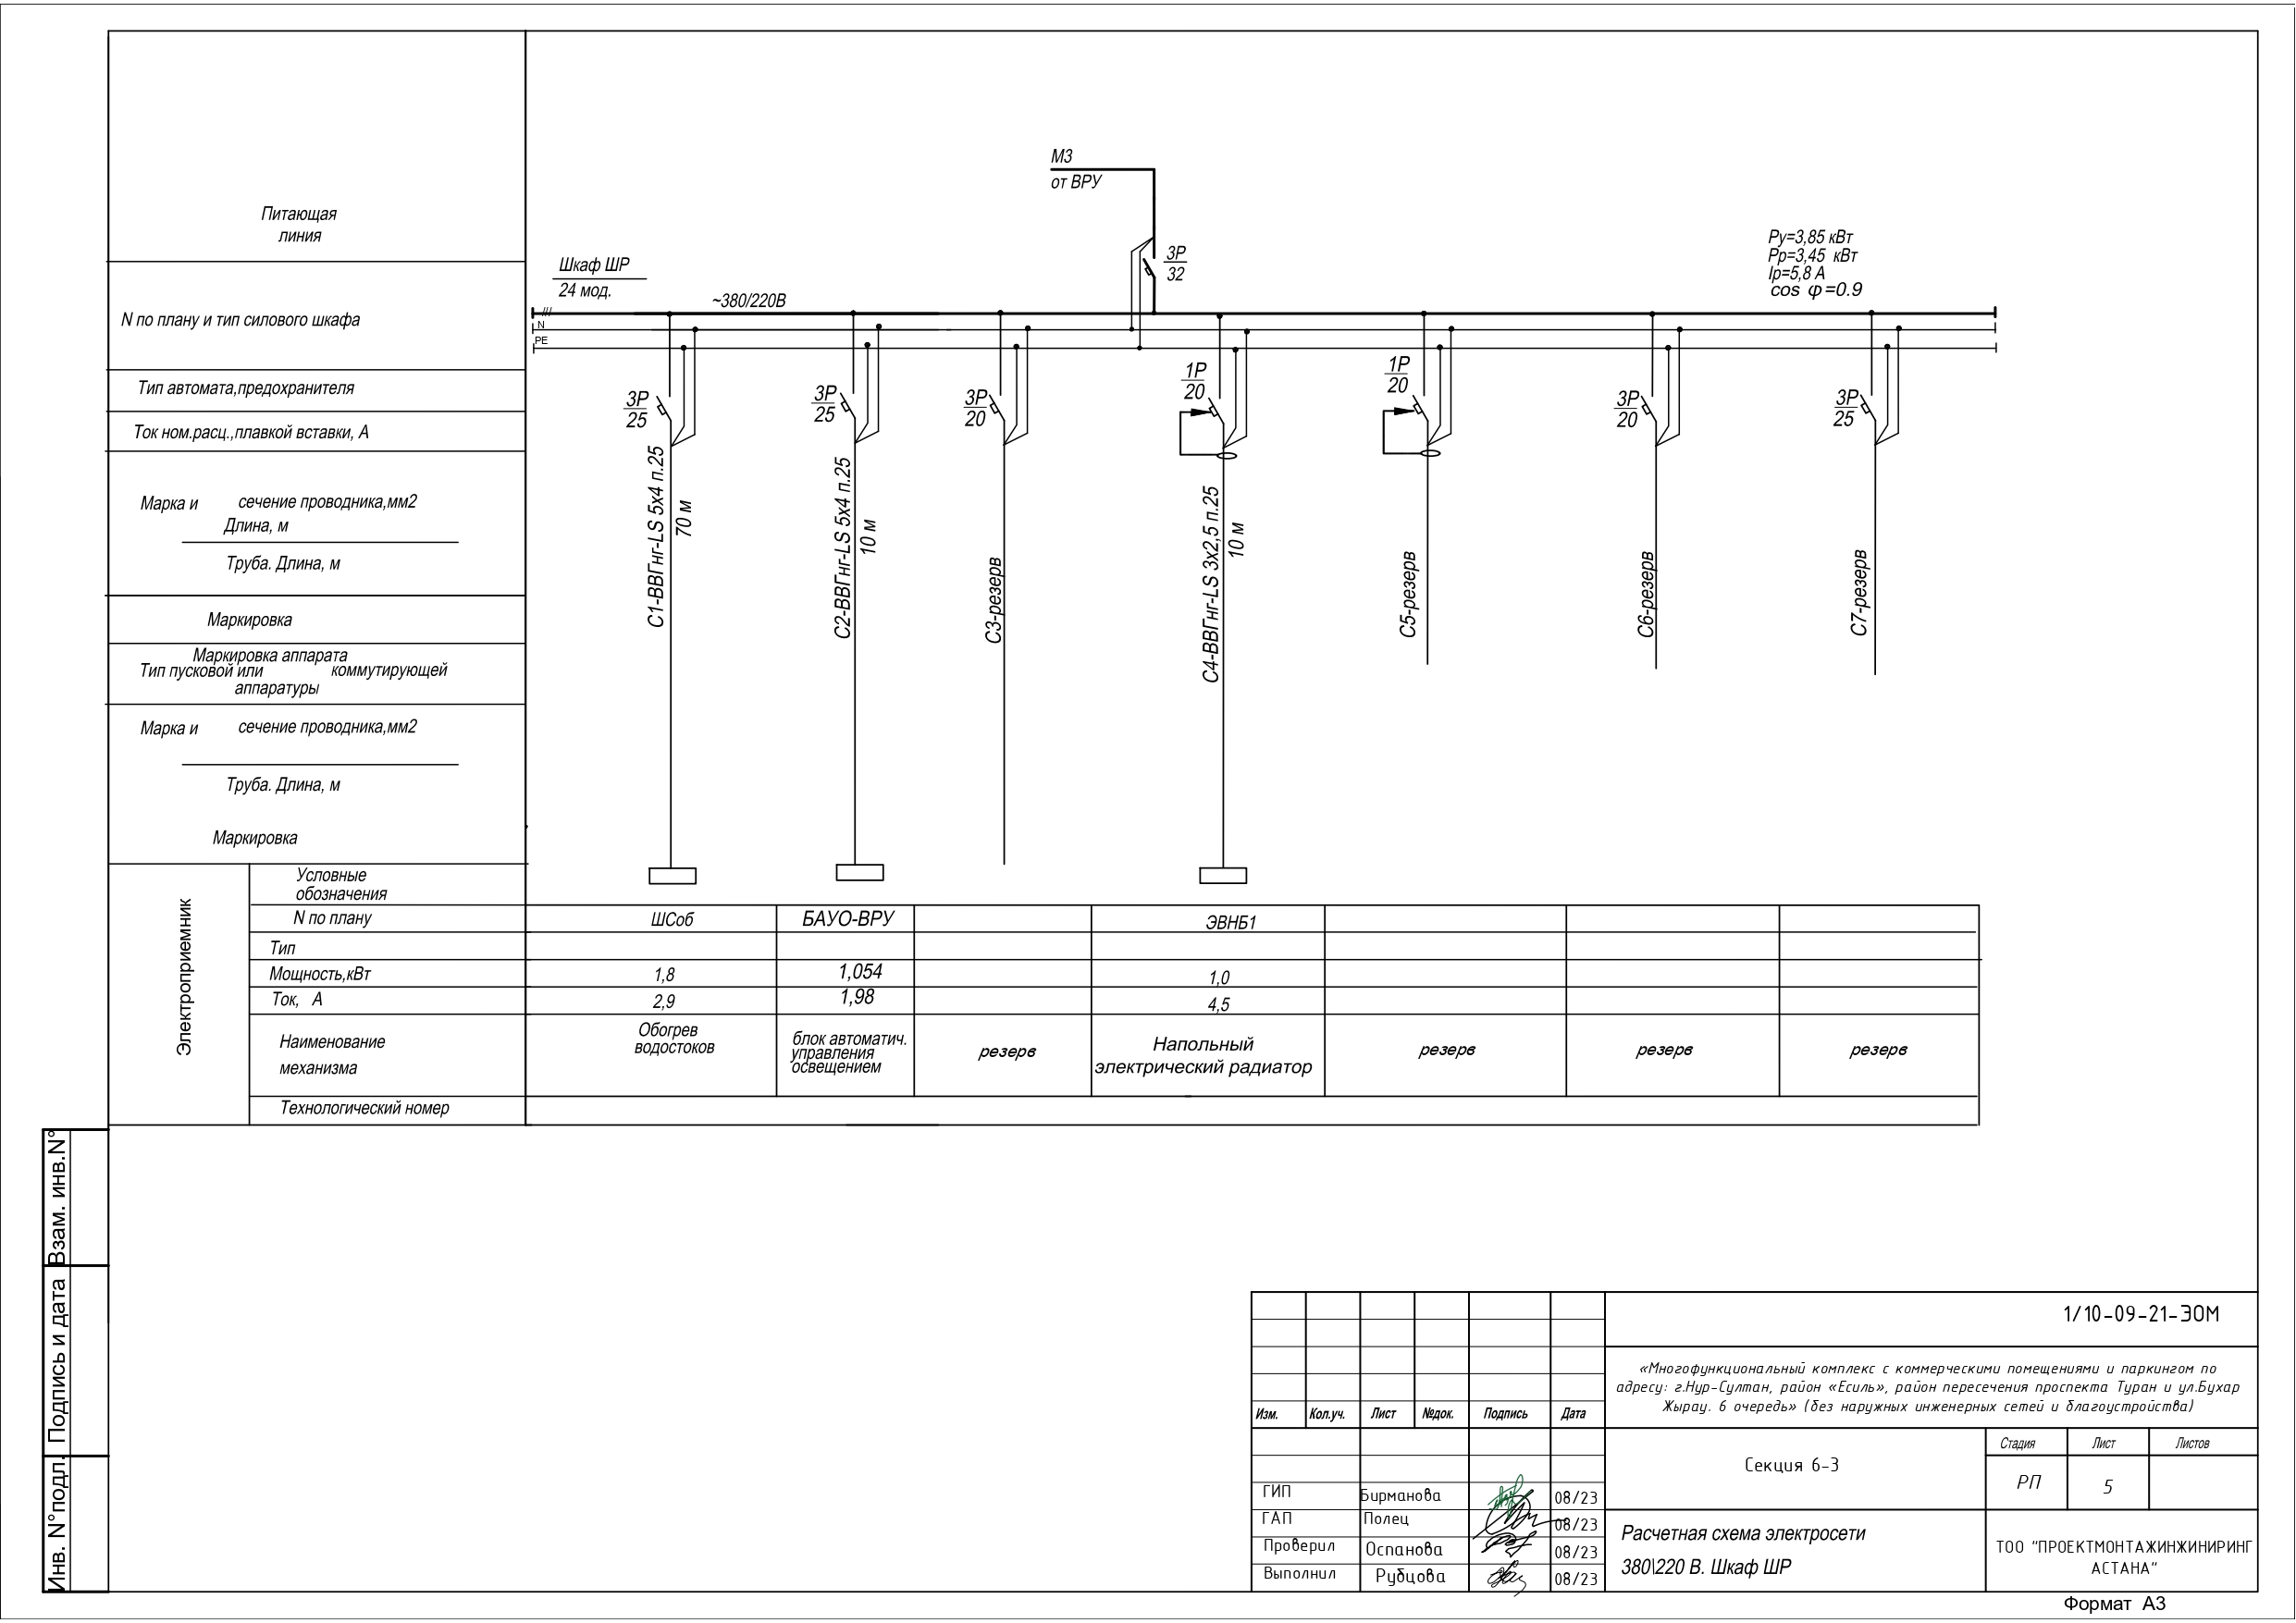 Питающая
линия
N по плану и тип силового шкафа
Тип автомата,предохранителя
Ток ном.расц.,плавкой вставки, А
Марка и сечение проводника,мм2
Длина, м
Труба. Длина, м
Маркировка
Маркировка аппарата
Тип пусковой или коммутирующей
аппаратуры
Марка и сечение проводника,мм2
Труба. Длина, м
Маркировка
М3
от ВРУ
3Р
32
Шкаф ШР
24 мод.
~380/220В
Ру=3,85 кВт
Рр=3,45 кВт
Iр=5,8 А
cos φ=0.9
///
N
PE
3Р
25
3Р
25
3Р
20
1Р
20
1Р
20
3Р
20
3Р
25
С1-ВВГнг-LS 5х4 п.25
70 м
С2-ВВГнг-LS 5х4 п.25
10 м
С3-резерв
С4-ВВГнг-LS 3х2,5 п.25
10 м
С5-резерв
С6-резерв
С7-резерв
Электроприемник
Условные
обозначения
N по плану ШСоб БАУО-ВРУ ЭВНБ1
Тип
Мощность,кВт 1,8 1,054 1,0
Ток, А 2,9 1,98 4,5
Наименование
механизма
Обогрев
водостоков
блок автоматич.
управления
освещением
резерв
Напольный
электрический радиатор
резерв
резерв
резерв
Технологический номер
Взам. инв.N°
Подпись и дата
Инв. N°подл.
1/10-09-21-ЭОМ
«Многофункциональный комплекс с коммерческими помещениями и паркингом по
адресу: г.Нур-Султан, район «Есиль», район пересечения проспекта Туран и ул.Бухар
Жырау. 6 очередь» (без наружных инженерных сетей и благоустройства)
Изм. Кол.уч. Лист №док. Подпись Дата
Секция 6-3
Стадия Лист Листов
РП 5
ГИП Бирманова 08/23
ГАП Полец 08/23
Проверил Оспанова 08/23
Выполнил Рубцова 08/23
Расчетная схема электросети
380\220 В. Шкаф ШР
ТОО "ПРОЕКТМОНТАЖИНЖИНИРИНГ
АСТАНА"
Формат А3